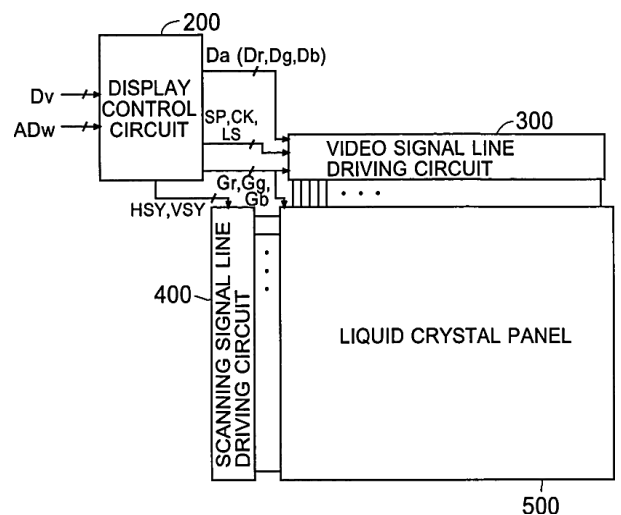 200
Da (Dr,Dg,Db)
Dv
ADw
DISPLAY
CONTROL
CIRCUIT
SP,CK,
LS
300
VIDEO SIGNAL LINE
DRIVING CIRCUIT
Gr,Gg,
Gb
HSY,VSY
400
SCANNING SIGNAL LINE
DRIVING CIRCUIT
LIQUID CRYSTAL PANEL
500